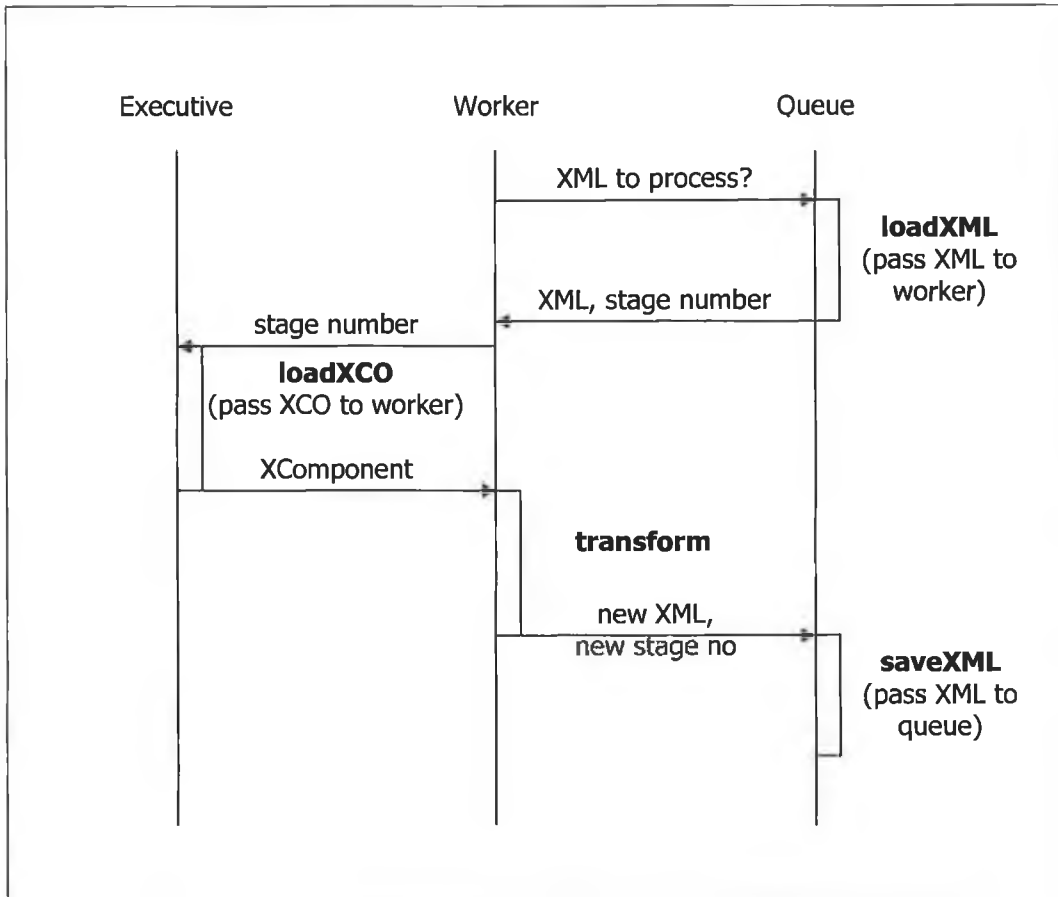 Executive
Worker
Queue
XML to process?
loadXML
(pass XML to
worker)
XML, stage number
stage number
loadXCO
(pass XCO to worker)
XComponent
transform
new XML,
new stage no
saveXML
(pass XML to
queue)